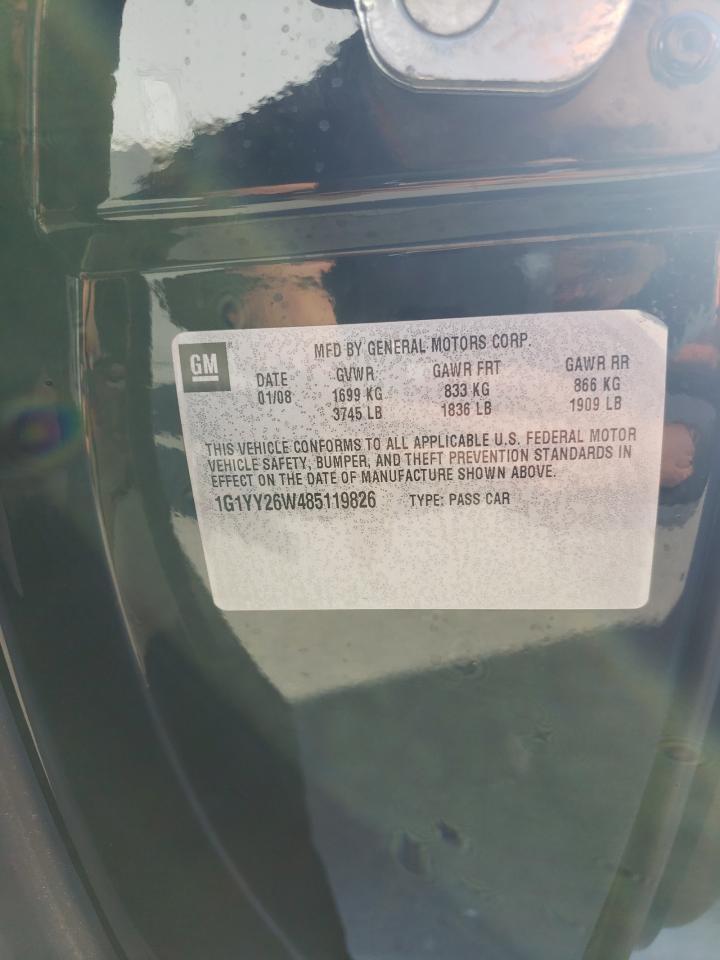 GM
MFD BY GENERAL MOTORS CORP.
DATE GVWR GAWR FRT GAWR RR
01/08 1699 KG 833 KG 866 KG
3745 LB 1836 LB 1909 LB
THIS VEHICLE CONFORMS TO ALL APPLICABLE U.S. FEDERAL MOTOR
VEHICLE SAFETY, BUMPER, AND THEFT PREVENTION STANDARDS IN
EFFECT ON THE DATE OF MANUFACTURE SHOWN ABOVE.
1G1YY26W485119826 TYPE: PASS CAR